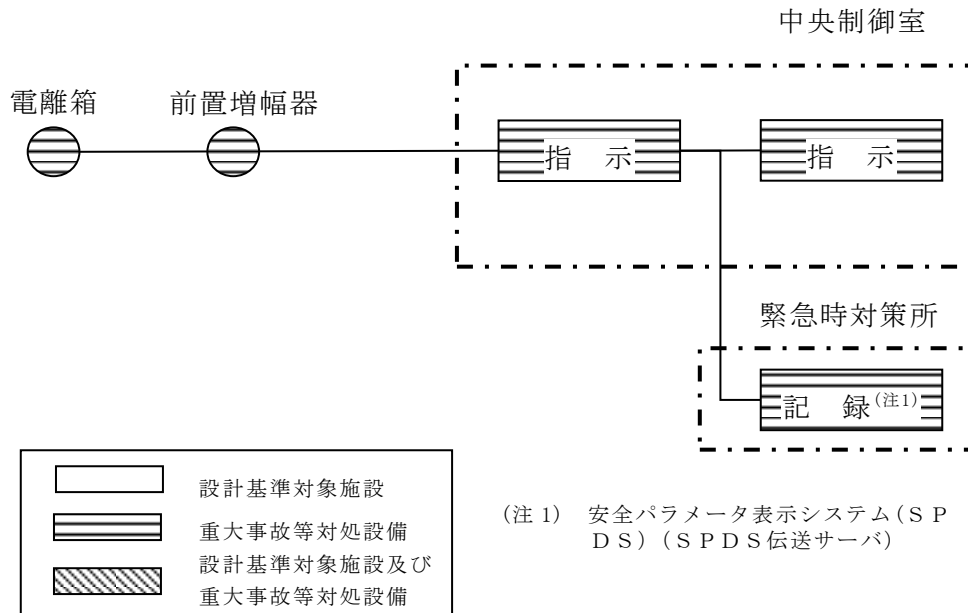 中央制御室
電離箱
前置増幅器
指　示
指　示
緊急時対策所
記　録(注1)
設計基準対象施設
重大事故等対処設備
設計基準対象施設及び
重大事故等対処設備
(注 1)　安全パラメータ表示システム(ＳＰ
ＤＳ)（ＳＰＤＳ伝送サーバ）